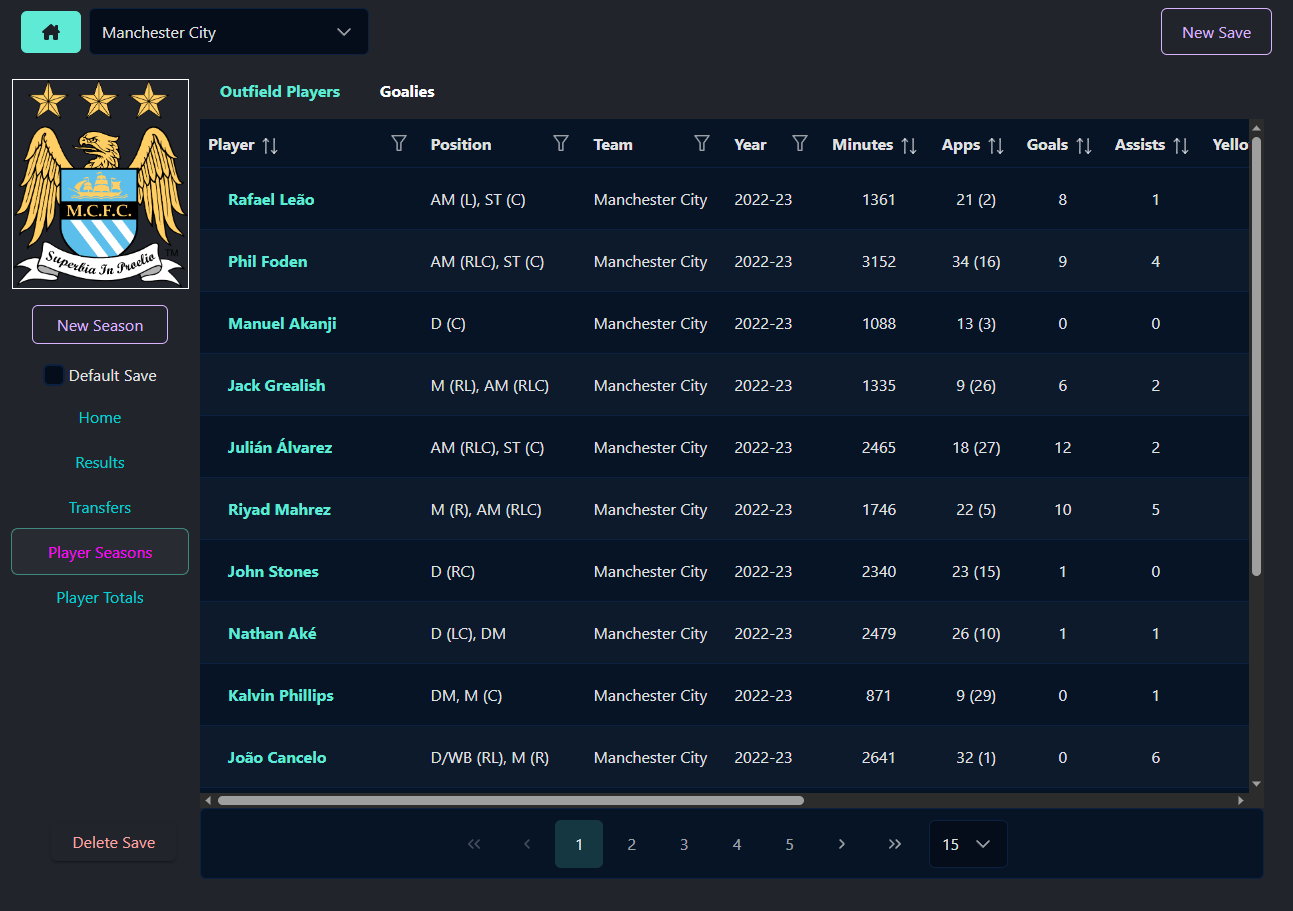 Manchester City
New Save
M.C.F.C.
Superbia In Proelio
TM
New Season
Default Save
Home
Results
Transfers
Player Seasons
Player Totals
Delete Save
Outfield Players Goalies
Player Position Team Year Minutes Apps Goals Assists Yello
Rafael Leão AM (L), ST (C) Manchester City 2022-23 1361 21 (2) 8 1
Phil Foden AM (RLC), ST (C) Manchester City 2022-23 3152 34 (16) 9 4
Manuel Akanji D (C) Manchester City 2022-23 1088 13 (3) 0 0
Jack Grealish M (RL), AM (RLC) Manchester City 2022-23 1335 9 (26) 6 2
Julián Álvarez AM (RLC), ST (C) Manchester City 2022-23 2465 18 (27) 12 2
Riyad Mahrez M (R), AM (RLC) Manchester City 2022-23 1746 22 (5) 10 5
John Stones D (RC) Manchester City 2022-23 2340 23 (15) 1 0
Nathan Aké D (LC), DM Manchester City 2022-23 2479 26 (10) 1 1
Kalvin Phillips DM, M (C) Manchester City 2022-23 871 9 (29) 0 1
João Cancelo D/WB (RL), M (R) Manchester City 2022-23 2641 32 (1) 0 6
1 2 3 4 5 15